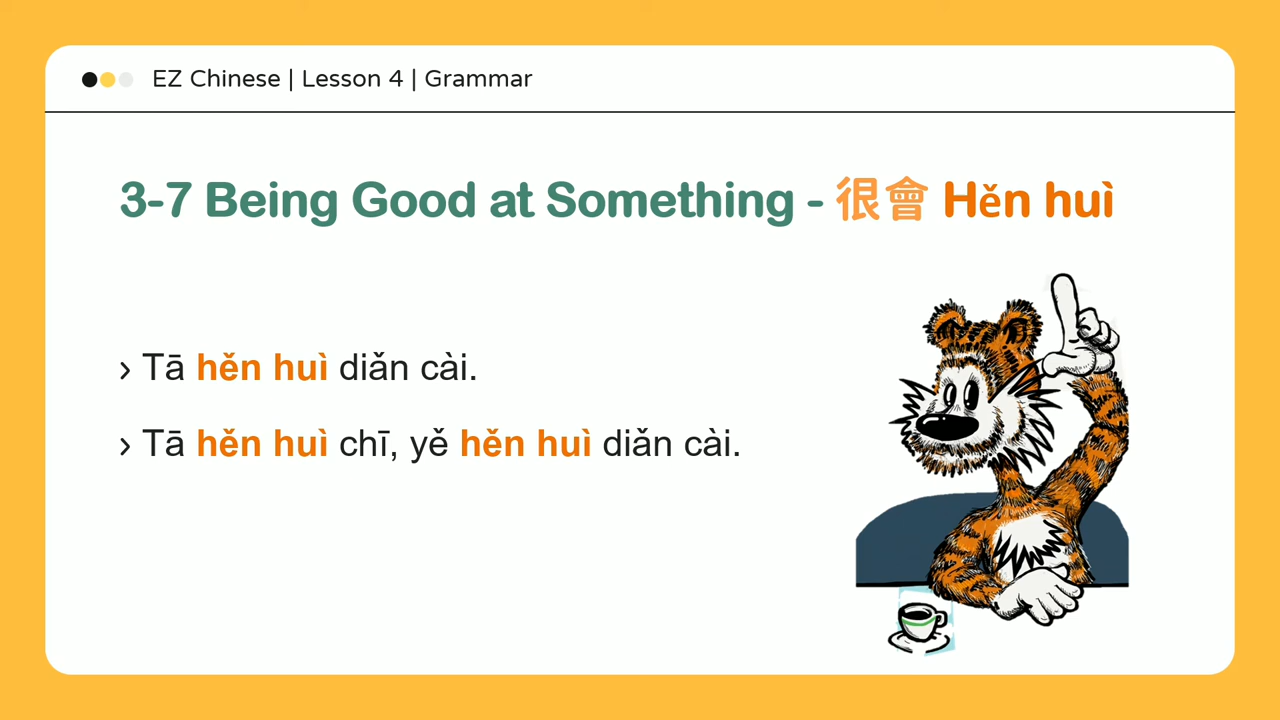 EZ Chinese | Lesson 4 | Grammar
3-7 Being Good at Something - 很會 Hěn huì
› Tā hěn huì diǎn cài.
› Tā hěn huì chī, yě hěn huì diǎn cài.